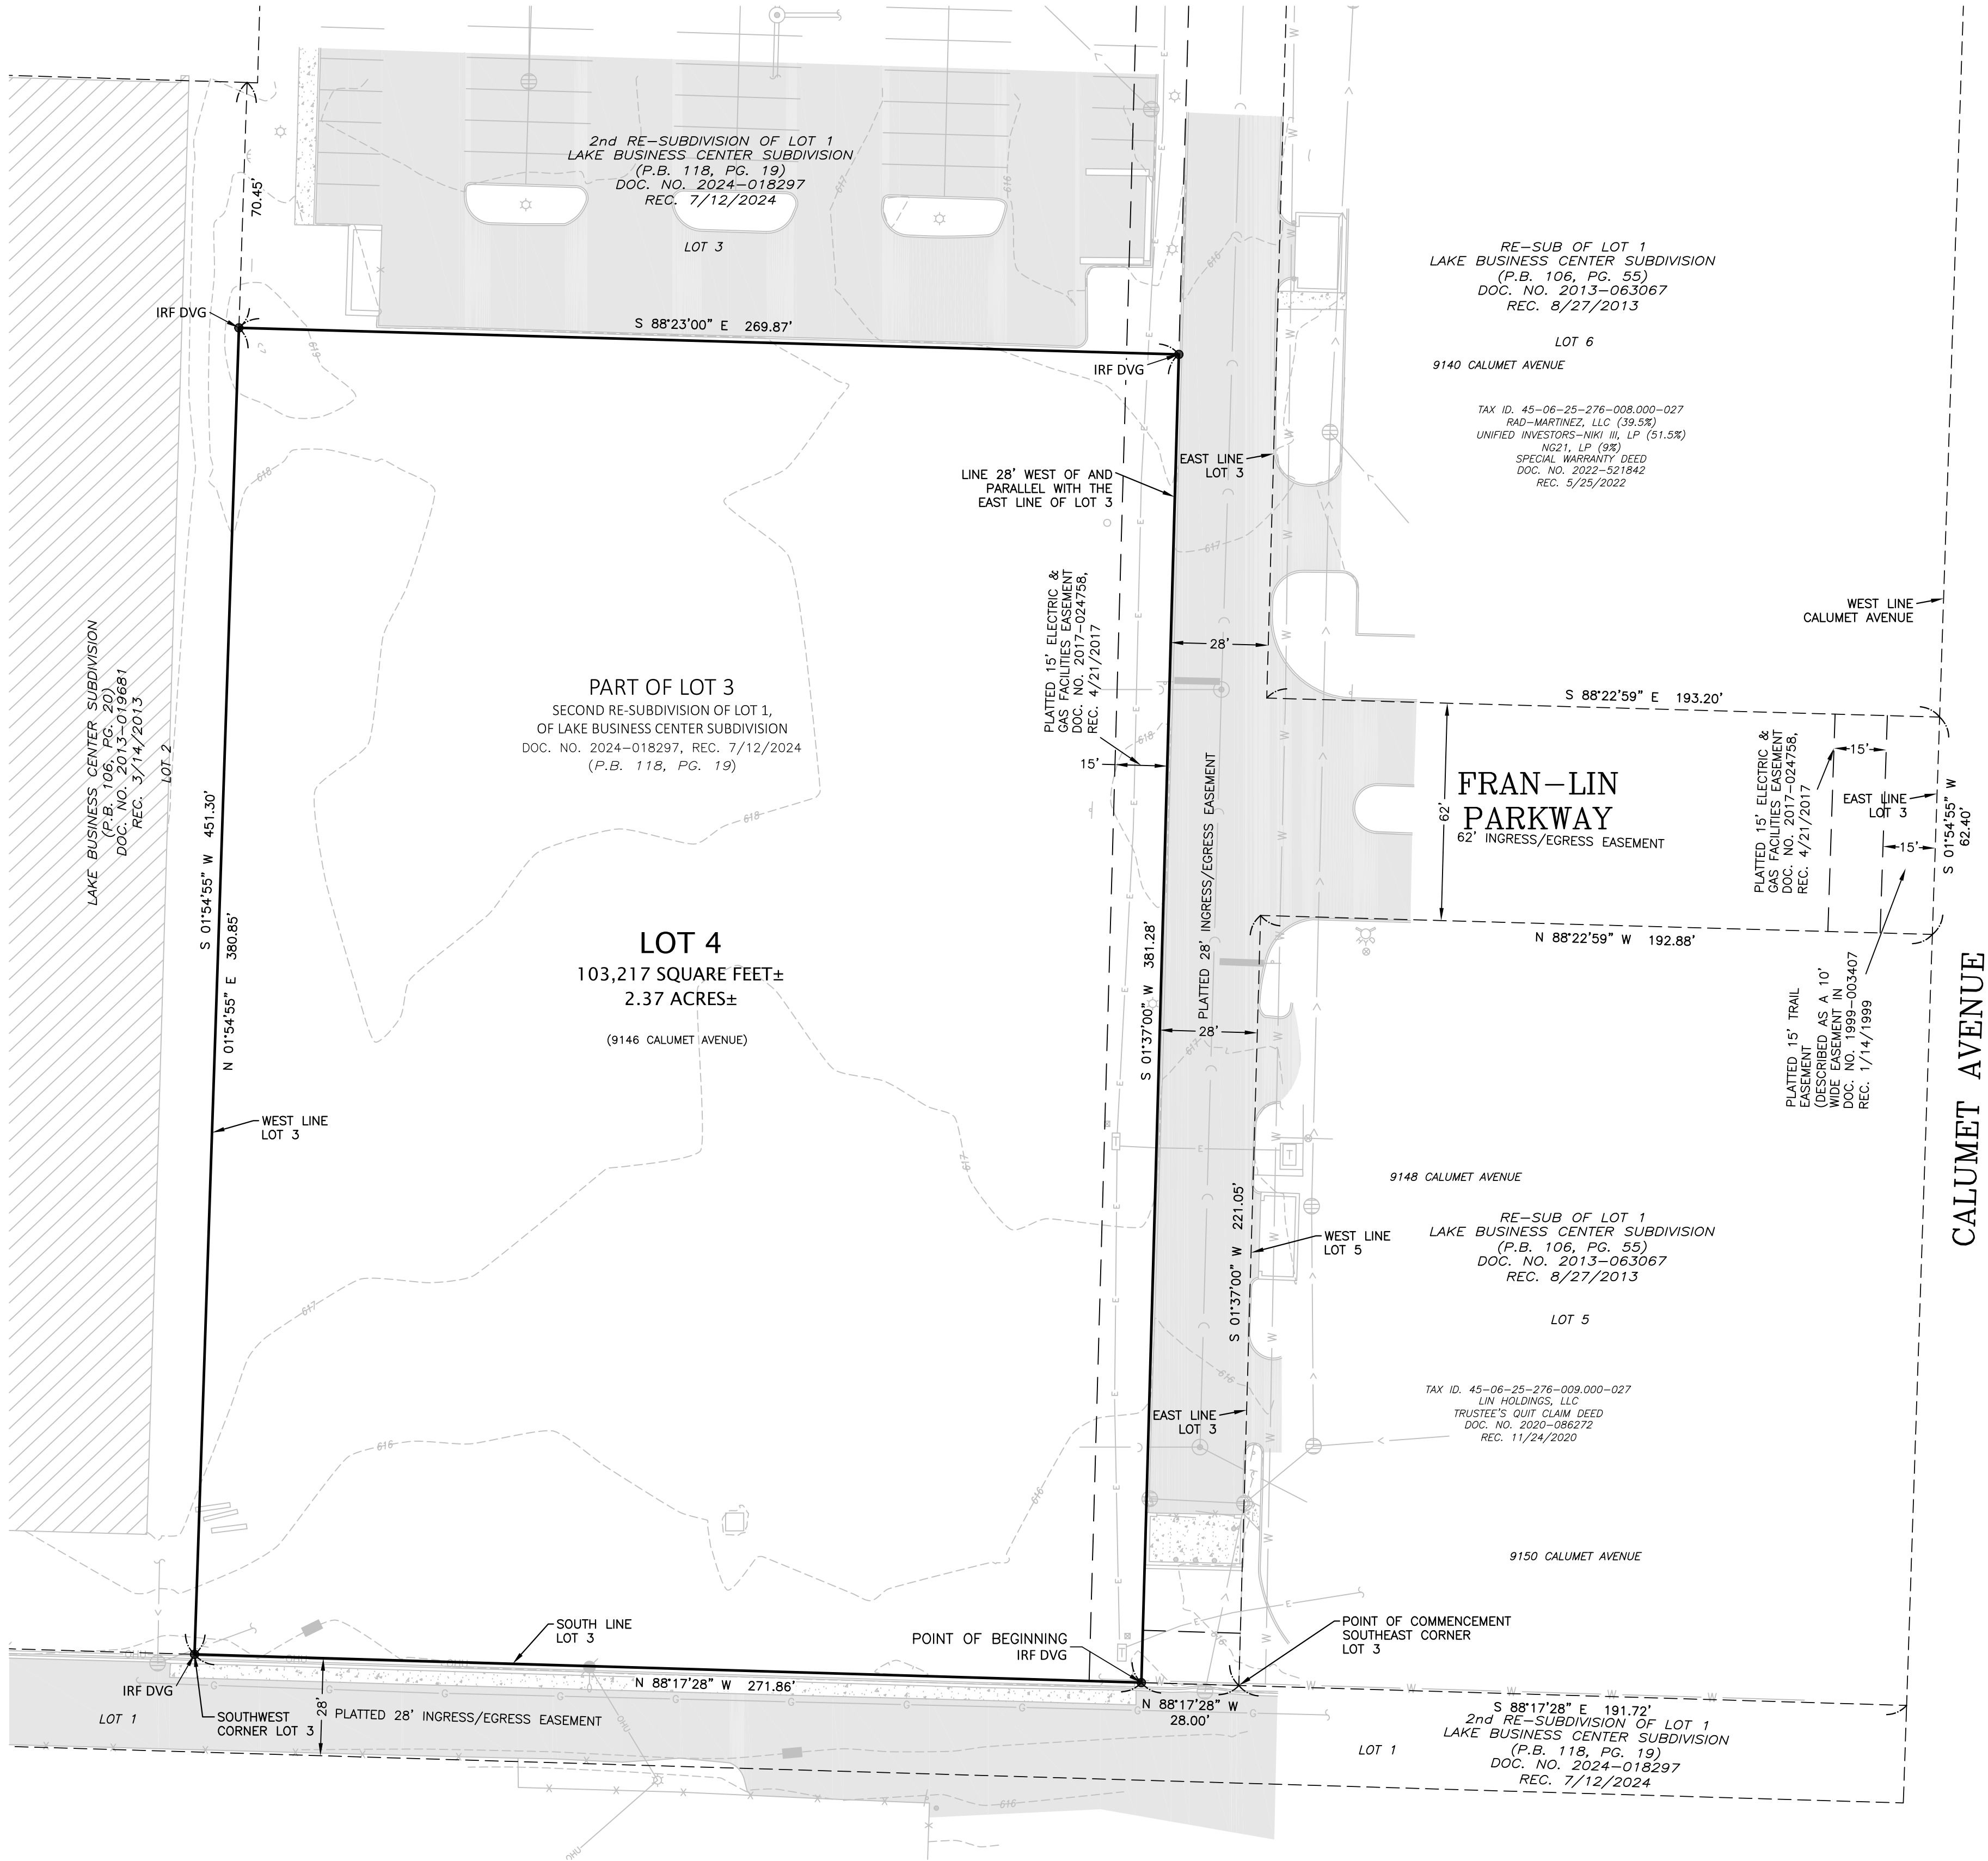 2nd RE-SUBDIVISION OF LOT 1
LAKE BUSINESS CENTER SUBDIVISION
(P.B. 118, PG. 19)
DOC. NO. 2024-018297
REC. 7/12/2024
LOT 3
70.45'
IRF DVG
S 88°23'00" E 269.87'
IRF DVG
RE-SUB OF LOT 1
LAKE BUSINESS CENTER SUBDIVISION
(P.B. 106, PG. 55)
DOC. NO. 2013-063067
REC. 8/27/2013
LOT 6
9140 CALUMET AVENUE
TAX ID. 45-06-25-276-008.000-027
RAD-MARTINEZ, LLC (39.5%)
UNIFIED INVESTORS-NIKI III, LP (51.5%)
NG21, LP (9%)
SPECIAL WARRANTY DEED
DOC. NO. 2022-521842
REC. 5/25/2022
EAST LINE
LOT 3
LINE 28' WEST OF AND
PARALLEL WITH THE
EAST LINE OF LOT 3
WEST LINE
CALUMET AVENUE
PLATTED 15' ELECTRIC &
GAS FACILITIES EASEMENT
DOC. NO. 2017-024758,
REC. 4/21/2017
28'
15'
LAKE BUSINESS CENTER SUBDIVISION
(P.B. 106, PG. 20)
DOC. NO. 2013-019681
REC. 3/14/2013
LOT 2
PART OF LOT 3
SECOND RE-SUBDIVISION OF LOT 1,
OF LAKE BUSINESS CENTER SUBDIVISION
DOC. NO. 2024-018297, REC. 7/12/2024
(P.B. 118, PG. 19)
S 88°22'59" E 193.20'
FRAN-LIN
PARKWAY
62' INGRESS/EGRESS EASEMENT
62'
PLATTED 15' ELECTRIC &
GAS FACILITIES EASEMENT
DOC. NO. 2017-024758,
REC. 4/21/2017
15'
EAST LINE
LOT 3
15'
S 01°54'55" W
62.40'
N 88°22'59" W 192.88'
PLATTED 28' INGRESS/EGRESS EASEMENT
S 01°54'55" W 451.30'
N 01°54'55" E 380.85'
LOT 4
103,217 SQUARE FEET±
2.37 ACRES±
(9146 CALUMET AVENUE)
S 01°37'00" W 381.28'
28'
PLATTED 15' TRAIL
EASEMENT
(DESCRIBED AS A 10'
WIDE EASEMENT IN
DOC. NO. 1999-003407
REC. 1/14/1999
CALUMET AVENUE
WEST LINE
LOT 3
9148 CALUMET AVENUE
RE-SUB OF LOT 1
LAKE BUSINESS CENTER SUBDIVISION
(P.B. 106, PG. 55)
DOC. NO. 2013-063067
REC. 8/27/2013
WEST LINE
LOT 5
S 01°37'00" W 221.05'
LOT 5
TAX ID. 45-06-25-276-009.000-027
LIN HOLDINGS, LLC
TRUSTEE'S QUIT CLAIM DEED
DOC. NO. 2020-086272
REC. 11/24/2020
EAST LINE
LOT 3
9150 CALUMET AVENUE
SOUTH LINE
LOT 3
POINT OF BEGINNING
IRF DVG
POINT OF COMMENCEMENT
SOUTHEAST CORNER
LOT 3
IRF DVG
N 88°17'28" W 271.86'
N 88°17'28" W
28.00'
S 88°17'28" E 191.72'
LOT 1
SOUTHWEST
CORNER LOT 3
28'
PLATTED 28' INGRESS/EGRESS EASEMENT
LOT 1
2nd RE-SUBDIVISION OF LOT 1
LAKE BUSINESS CENTER SUBDIVISION
(P.B. 118, PG. 19)
DOC. NO. 2024-018297
REC. 7/12/2024
619
618
617
616
616
617
618
618
617
617
617
616
616
616
616
616
OHU
OHU
OHU
OHU